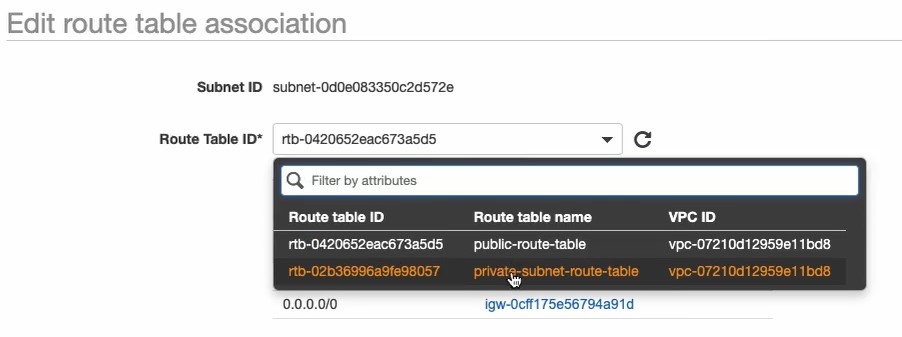 Edit route table association
Subnet ID subnet-0d0e083350c2d572e
Route Table ID* rtb-0420652eac673a5d5
Filter by attributes
Route table ID Route table name VPC ID
rtb-0420652eac673a5d5 public-route-table vpc-07210d12959e11bd8
rtb-02b36996a9fe98057 private-subnet-route-table vpc-07210d12959e11bd8
0.0.0.0/0 igw-0cff175e56794a91d